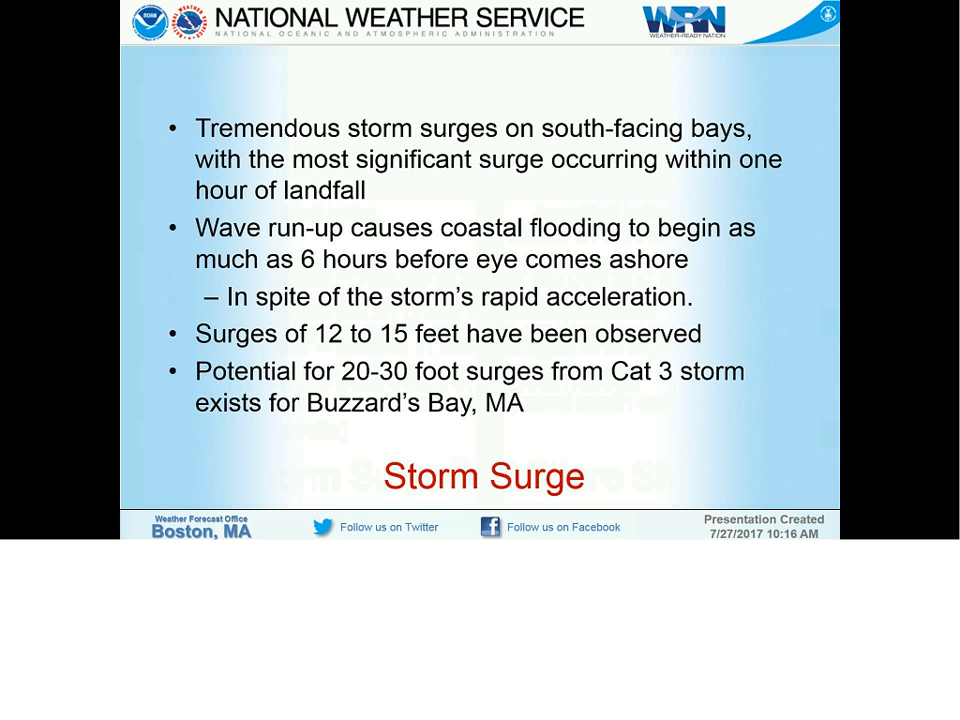 NATIONAL WEATHER SERVICE
NATIONAL OCEANIC AND ATMOSPHERIC ADMINISTRATION
WRN
WEATHER-READY NATION
• Tremendous storm surges on south-facing bays,
with the most significant surge occurring within one
hour of landfall
• Wave run-up causes coastal flooding to begin as
much as 6 hours before eye comes ashore
– In spite of the storm’s rapid acceleration.
• Surges of 12 to 15 feet have been observed
• Potential for 20-30 foot surges from Cat 3 storm
exists for Buzzard’s Bay, MA
Storm Surge
Weather Forecast Office
Boston, MA
Follow us on Twitter
Follow us on Facebook
Presentation Created
7/27/2017 10:16 AM